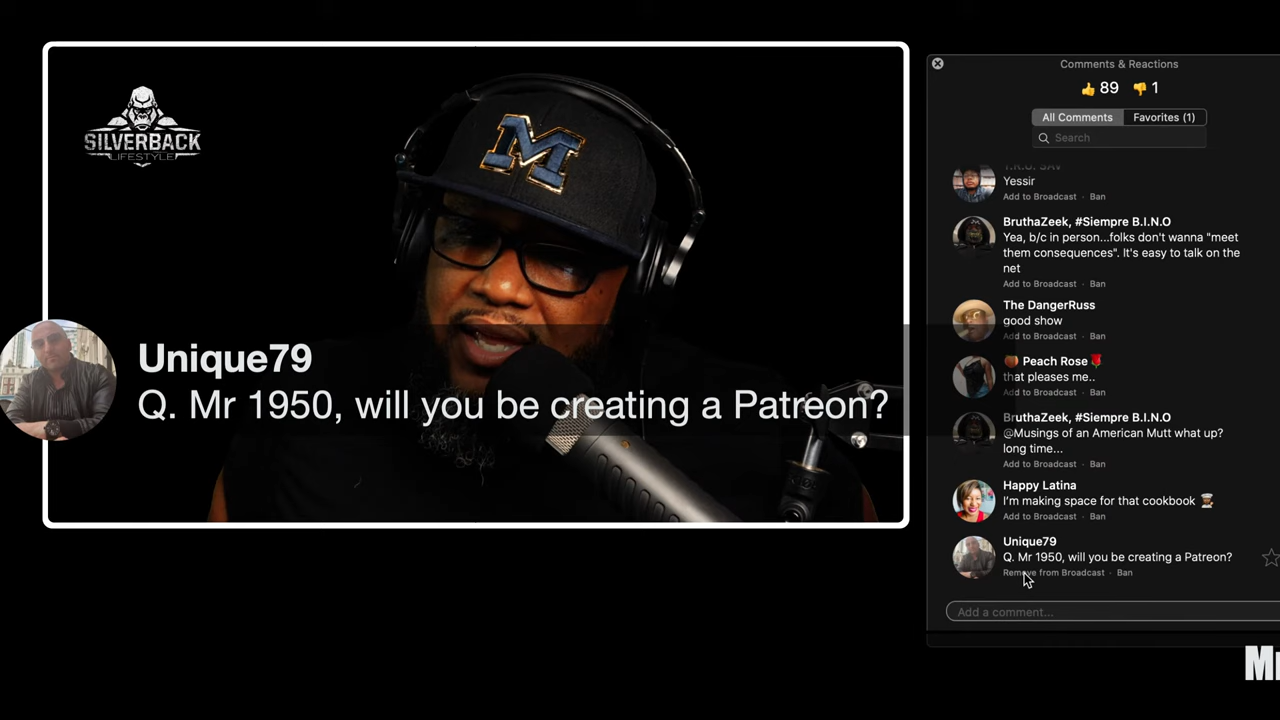 SILVERBACK
LIFESTYLE
M
Unique79
Q. Mr 1950, will you be creating a Patreon?
Comments & Reactions
👍 89 👎 1
All Comments
Favorites (1)
Search
T.R.U. SAV
Yessir
Add to Broadcast · Ban
BruthaZeek, #Siempre B.I.N.O
Yea, b/c in person...folks don't wanna "meet
them consequences". It's easy to talk on the
net
Add to Broadcast · Ban
The DangerRuss
good show
Add to Broadcast · Ban
🍑 Peach Rose🌹
that pleases me..
Add to Broadcast · Ban
BruthaZeek, #Siempre B.I.N.O
@Musings of an American Mutt what up?
long time...
Add to Broadcast · Ban
Happy Latina
I'm making space for that cookbook 👩🏽‍🍳
Add to Broadcast · Ban
Unique79
Q. Mr 1950, will you be creating a Patreon?
Remove from Broadcast · Ban
Add a comment...